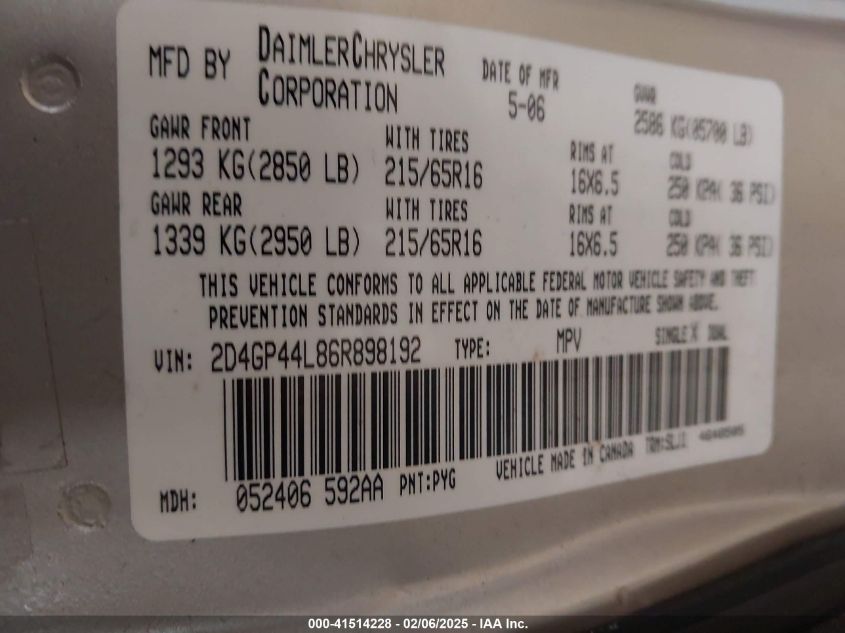 MFD BY DAIMLERCHRYSLER CORPORATION
DATE OF MFR
5-06
GVWR
2586 KG(05700 LB)
GAWR FRONT WITH TIRES RIMS AT COLD
1293 KG(2850 LB) 215/65R16 16X6.5 250 KPA( 36 PSI)
GAWR REAR WITH TIRES RIMS AT COLD
1339 KG(2950 LB) 215/65R16 16X6.5 250 KPA( 36 PSI)
THIS VEHICLE CONFORMS TO ALL APPLICABLE FEDERAL MOTOR VEHICLE SAFETY AND THEFT
PREVENTION STANDARDS IN EFFECT ON THE DATE OF MANUFACTURE SHOWN ABOVE.
VIN: 2D4GP44L86R898192 TYPE: MPV SINGLE X DUAL
MDH: 052406 592AA PNT:PYG VEHICLE MADE IN CANADA
000-41514228 - 02/06/2025 - IAA Inc.